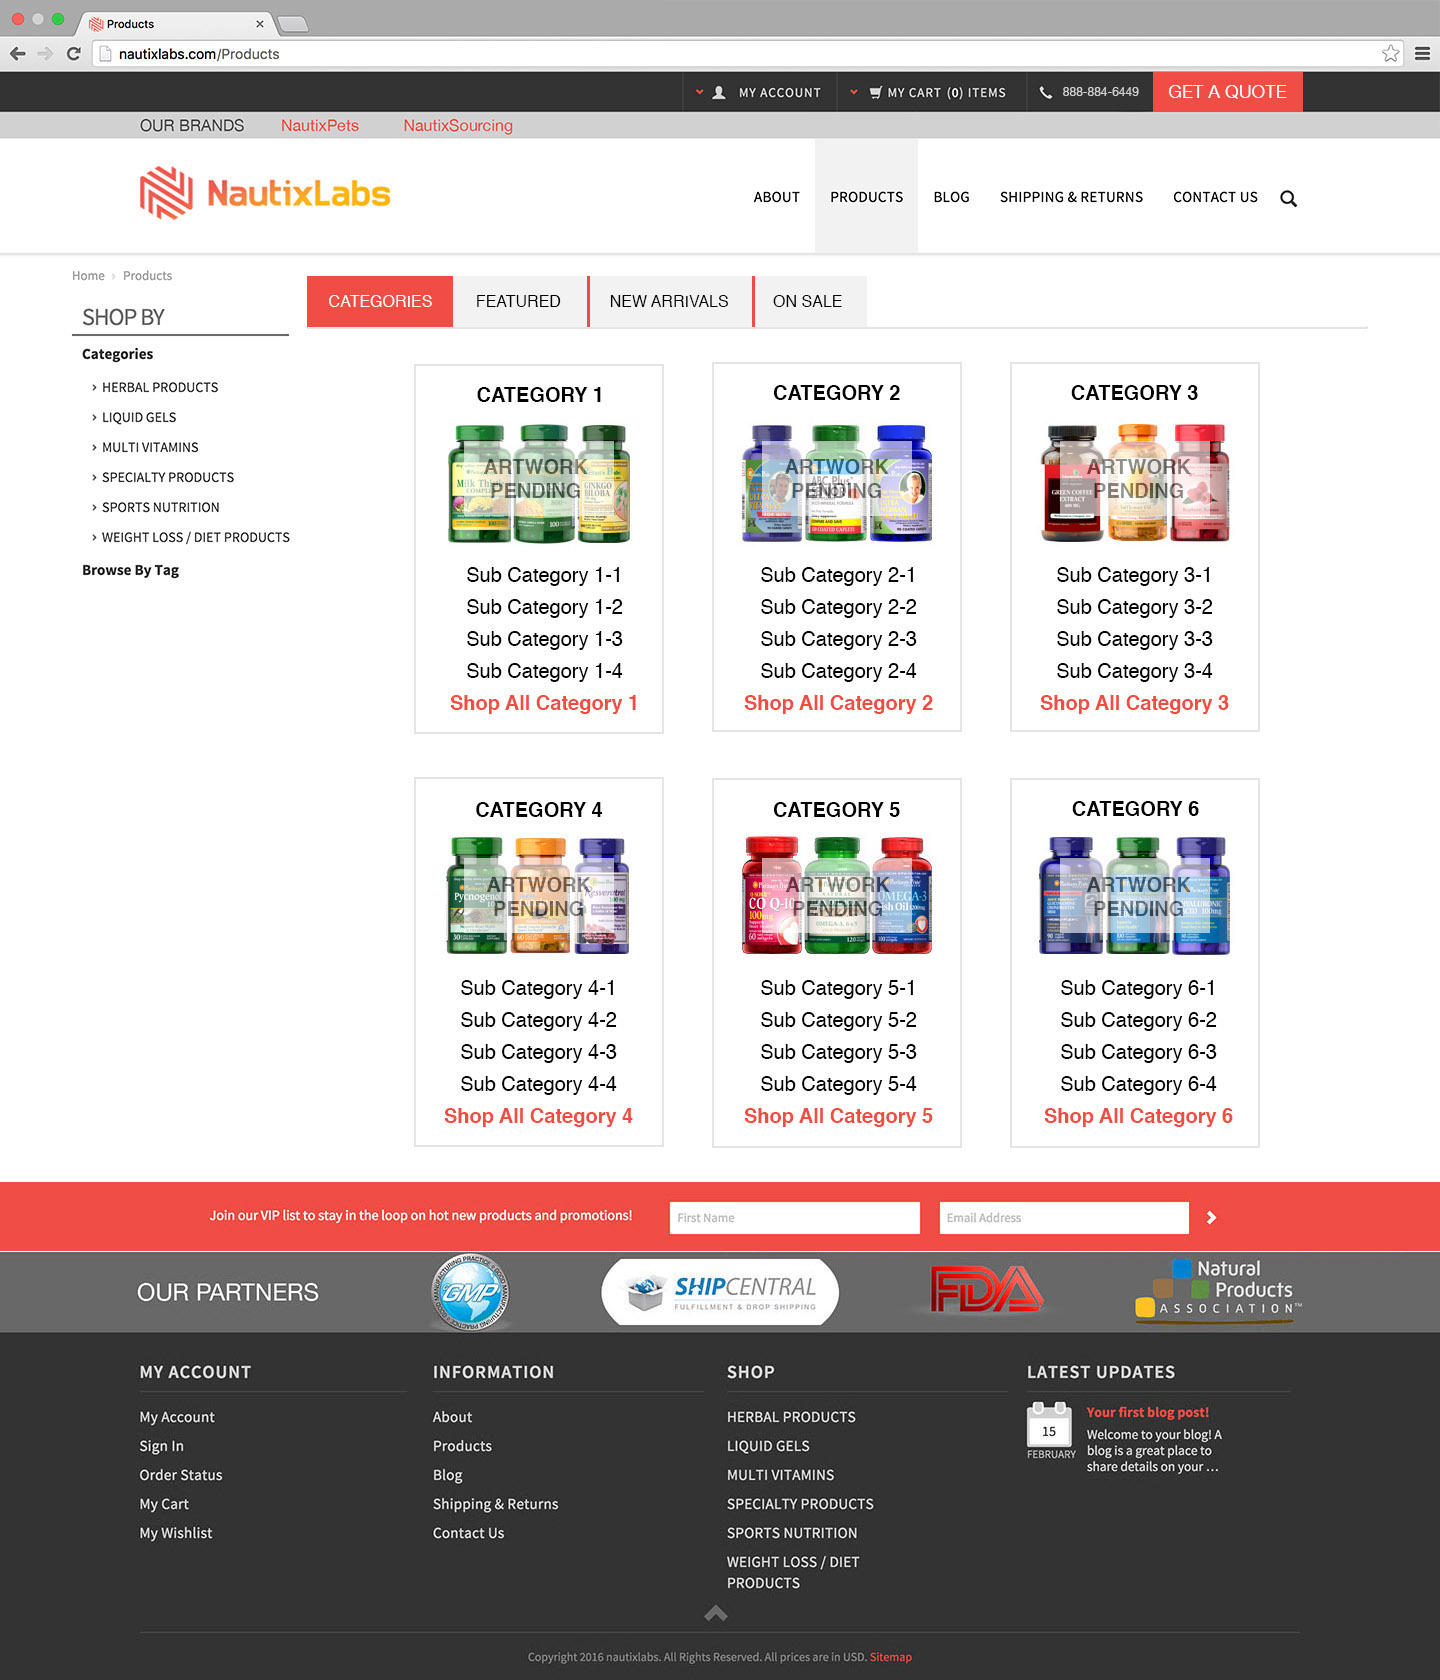 Products
nautixlabs.com/Products
MY ACCOUNT
MY CART (0) ITEMS
888-884-6449
GET A QUOTE
OUR BRANDS
NautixPets
NautixSourcing
NautixLabs
ABOUT
PRODUCTS
BLOG
SHIPPING & RETURNS
CONTACT US
Home › Products
SHOP BY
Categories
HERBAL PRODUCTS
LIQUID GELS
MULTI VITAMINS
SPECIALTY PRODUCTS
SPORTS NUTRITION
WEIGHT LOSS / DIET PRODUCTS
Browse By Tag
CATEGORIES
FEATURED
NEW ARRIVALS
ON SALE
CATEGORY 1
ARTWORK
PENDING
Sub Category 1-1
Sub Category 1-2
Sub Category 1-3
Sub Category 1-4
Shop All Category 1
CATEGORY 2
ARTWORK
PENDING
Sub Category 2-1
Sub Category 2-2
Sub Category 2-3
Sub Category 2-4
Shop All Category 2
CATEGORY 3
ARTWORK
PENDING
GREEN COFFEE
EXTRACT
Sub Category 3-1
Sub Category 3-2
Sub Category 3-3
Sub Category 3-4
Shop All Category 3
CATEGORY 4
ARTWORK
PENDING
Pycnogenol
Sub Category 4-1
Sub Category 4-2
Sub Category 4-3
Sub Category 4-4
Shop All Category 4
CATEGORY 5
ARTWORK
PENDING
CO Q-10
100mg
Sub Category 5-1
Sub Category 5-2
Sub Category 5-3
Sub Category 5-4
Shop All Category 5
CATEGORY 6
ARTWORK
PENDING
Sub Category 6-1
Sub Category 6-2
Sub Category 6-3
Sub Category 6-4
Shop All Category 6
Join our VIP list to stay in the loop on hot new products and promotions!
First Name
Email Address
OUR PARTNERS
GMP
SHIPCENTRAL
FULFILLMENT & DROP SHIPPING
FDA
Natural
Products
ASSOCIATION™
MY ACCOUNT
My Account
Sign In
Order Status
My Cart
My Wishlist
INFORMATION
About
Products
Blog
Shipping & Returns
Contact Us
SHOP
HERBAL PRODUCTS
LIQUID GELS
MULTI VITAMINS
SPECIALTY PRODUCTS
SPORTS NUTRITION
WEIGHT LOSS / DIET
PRODUCTS
LATEST UPDATES
15
FEBRUARY
Your first blog post!
Welcome to your blog! A
blog is a great place to
share details on your ...
Copyright 2016 nautixlabs. All Rights Reserved. All prices are in USD. Sitemap